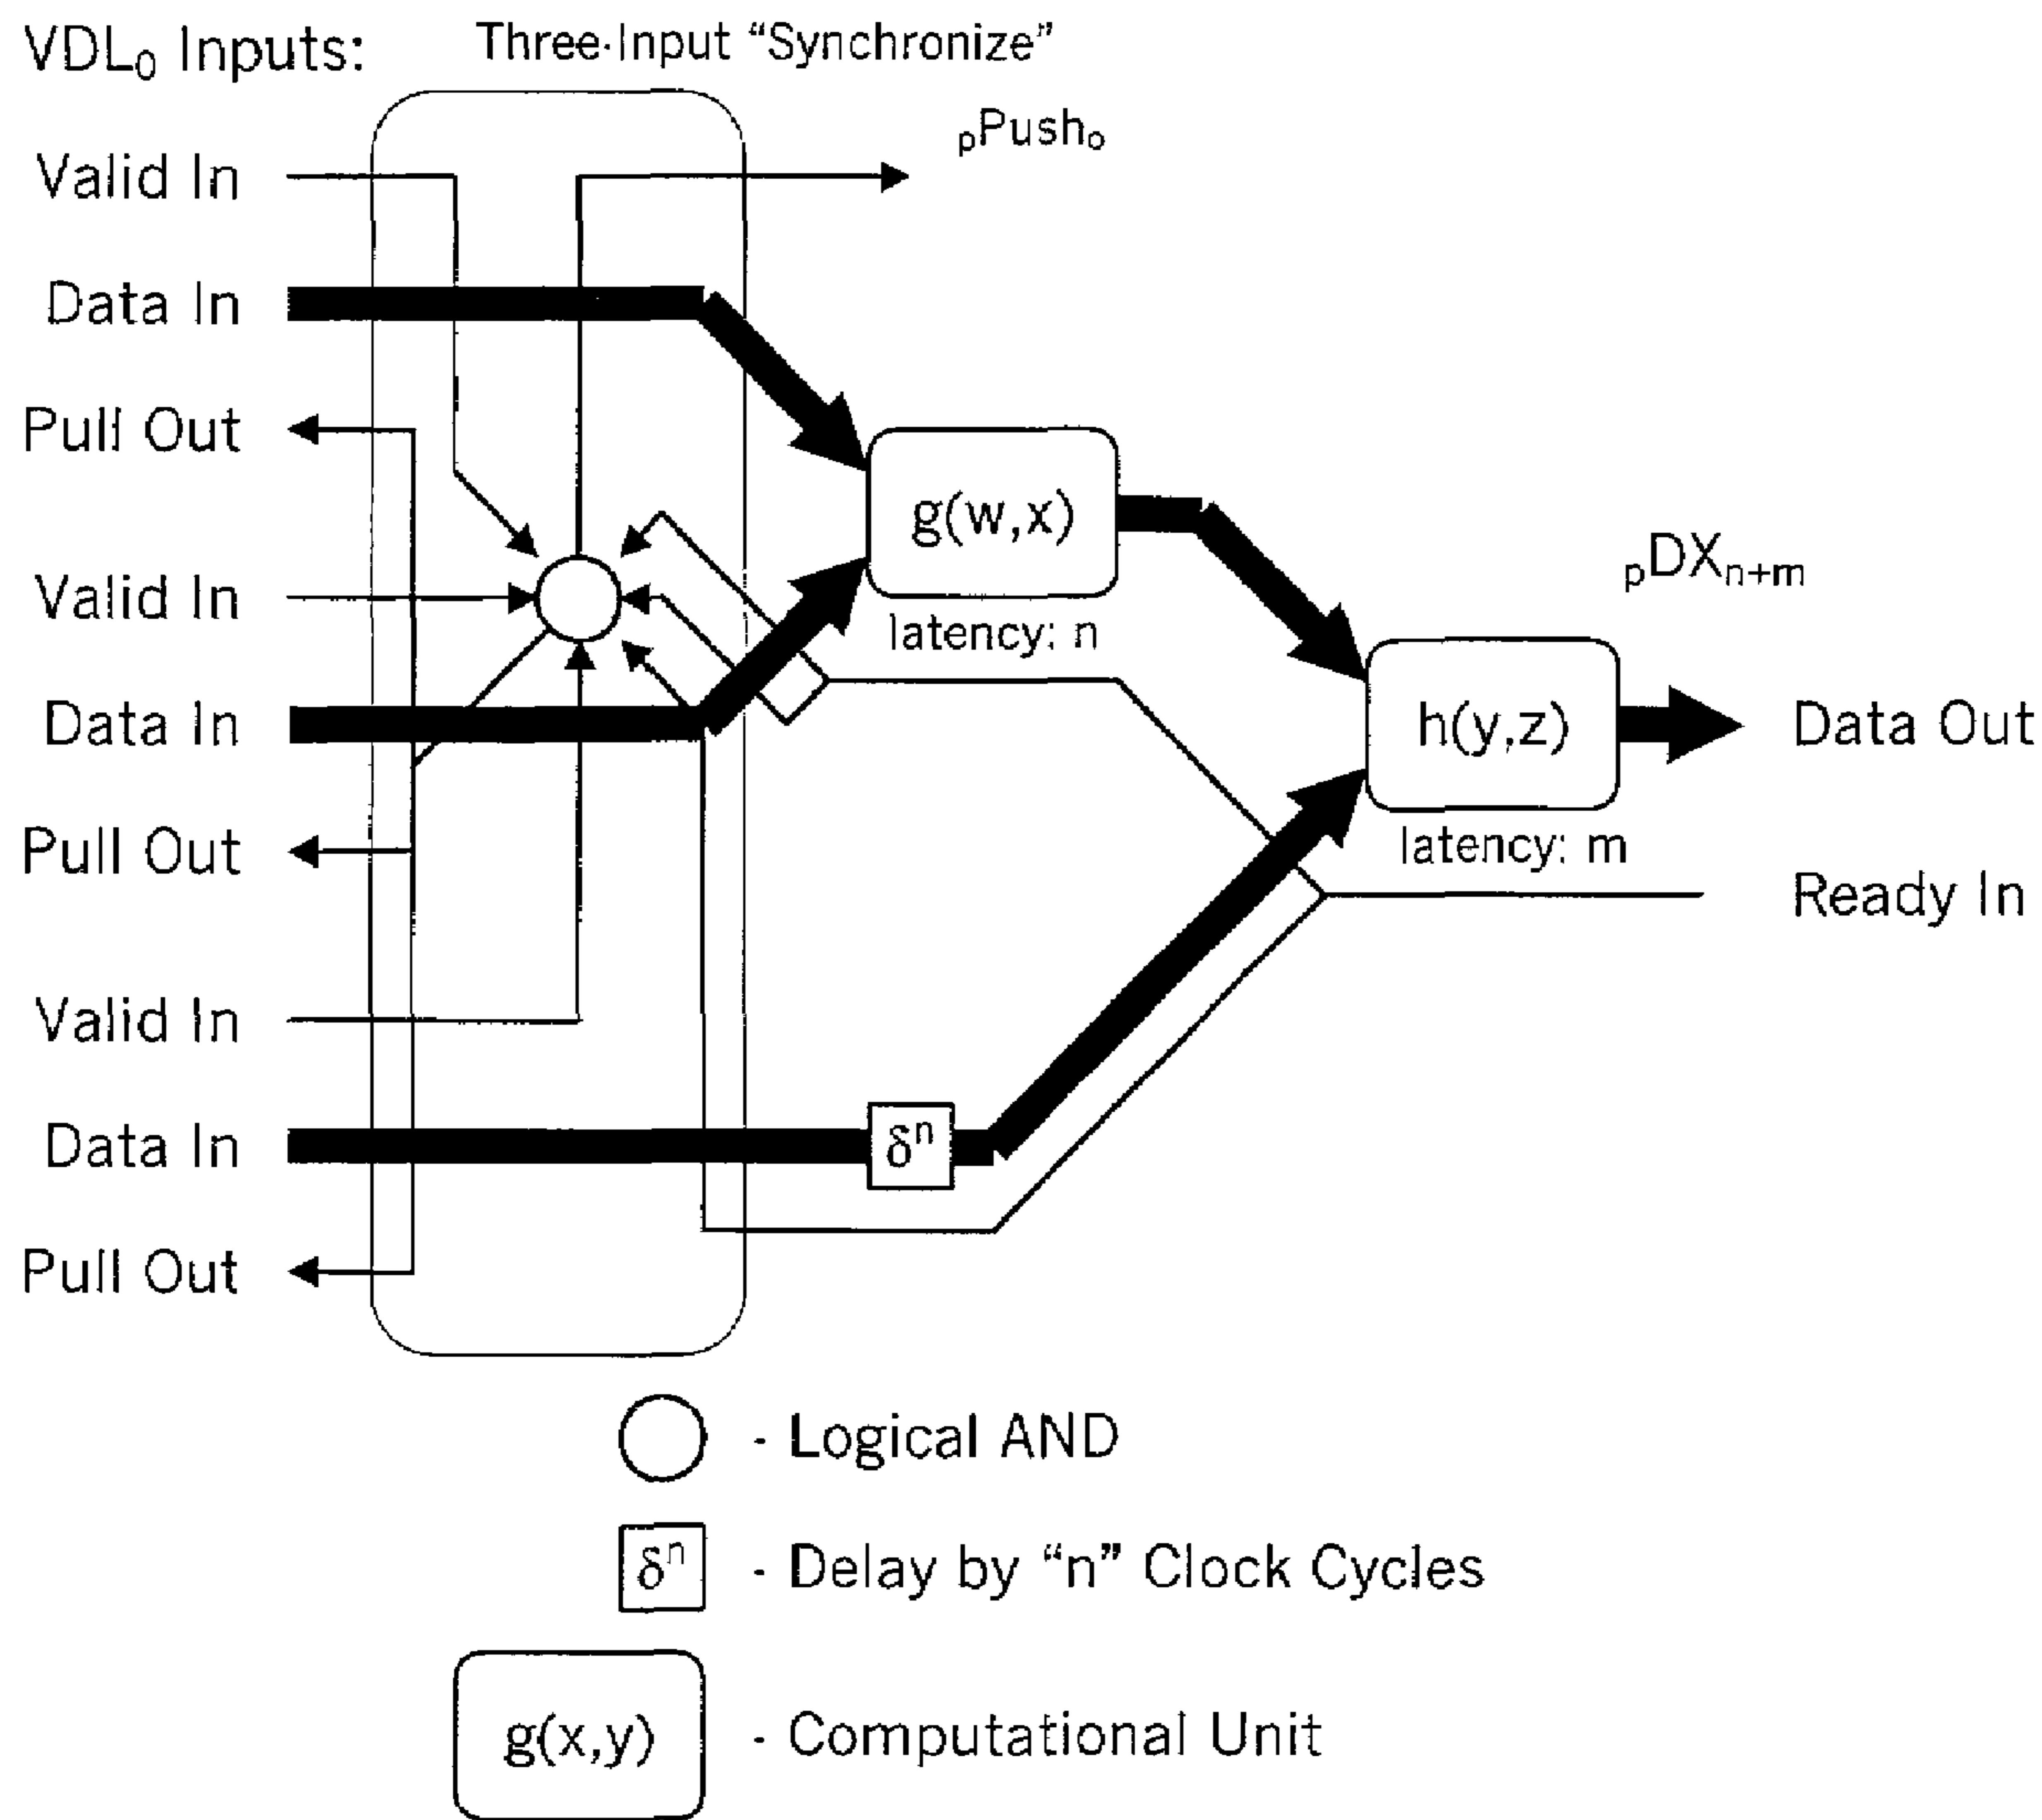 VDL₀ Inputs:
Three-Input “Synchronize”
Valid In
ₚPush₀
Data In
Pull Out
g(w,x)
latency: n
Valid In
ₚDXₙ₊ₘ
Data In
h(y,z)
Data Out
latency: m
Pull Out
Ready In
Valid In
Data In
δⁿ
Pull Out
- Logical AND
δⁿ - Delay by “n” Clock Cycles
g(x,y) - Computational Unit